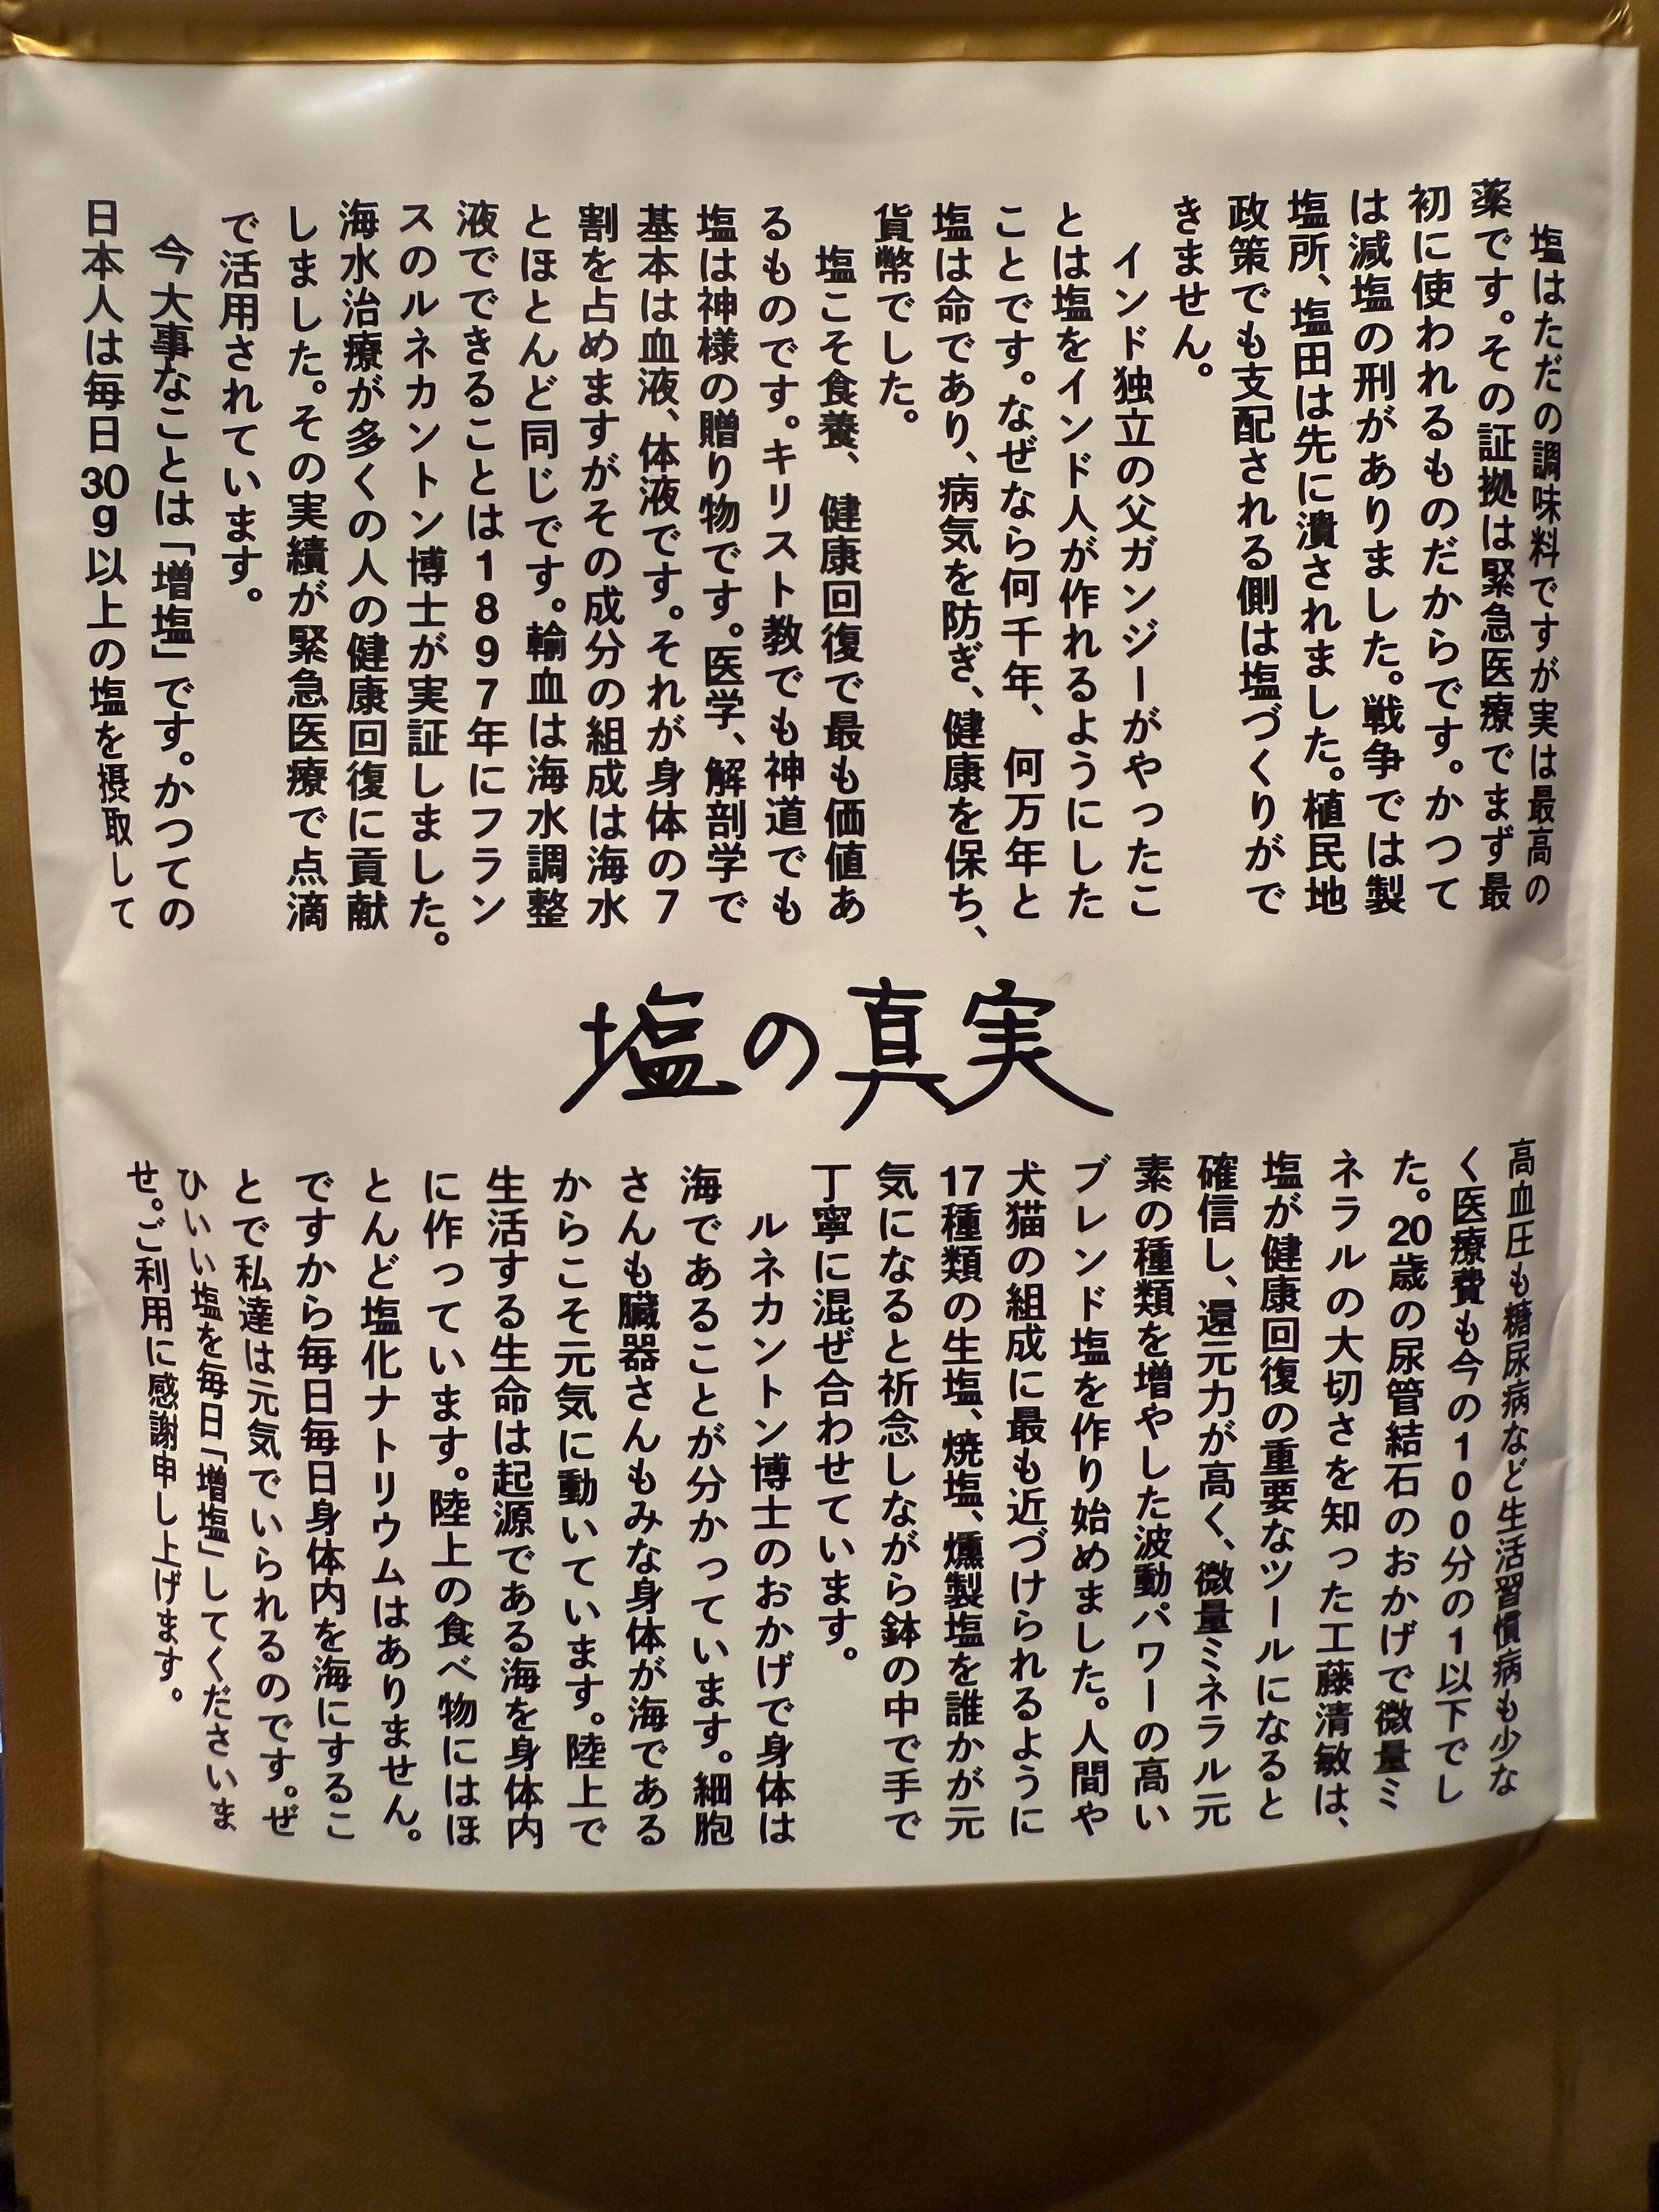 塩はただの調味料ですが実は最高の
薬です。その証拠は緊急医療でまず最
初に使われるものだからです。かつて
は減塩の刑がありました。戦争では製
塩所、塩田は先に潰されました。植民地
政策でも支配される側は塩づくりがで
きません。
インド独立の父ガンジーがやったこ
とは塩をインド人が作れるようにした
ことです。なぜなら何千年、何万年と
塩は命であり、病気を防ぎ、健康を保ち、
貨幣でした。
塩こそ食養、健康回復で最も価値あ
るものです。キリスト教でも神道でも
塩は神様の贈り物です。医学、解剖学で
基本は血液、体液です。それが身体の7
割を占めますがその成分の組成は海水
とほとんど同じです。輸血は海水調整
液でできることは1897年にフラン
スのルネカントン博士が実証しました。
海水治療が多くの人の健康回復に貢献
しました。その実績が緊急医療で点滴
で活用されています。
今大事なことは「増塩」です。かつての
日本人は毎日30g以上の塩を摂取して
塩の真実
高血圧も糖尿病など生活習慣病も少な
く医療費も今の100分の1以下でし
た。20歳の尿管結石のおかげで微量ミ
ネラルの大切さを知った工藤清敏は、
塩が健康回復の重要なツールになると
確信し、還元力が高く、微量ミネラル元
素の種類を増やした波動パワーの高い
ブレンド塩を作り始めました。人間や
犬猫の組成に最も近づけられるように
17種類の生塩、焼塩、燻製塩を誰かが元
気になると祈念しながら鉢の中で手で
丁寧に混ぜ合わせています。
ルネカントン博士のおかげで身体は
海であることが分かっています。細胞
さんも臓器さんもみな身体が海である
からこそ元気に動いています。陸上で
生活する生命は起源である海を身体内
に作っています。陸上の食べ物にはほ
とんど塩化ナトリウムはありません。
ですから毎日毎日身体内を海にするこ
とで私達は元気でいられるのです。ぜ
ひいい塩を毎日「増塩」してくださいま
せ。ご利用に感謝申し上げます。